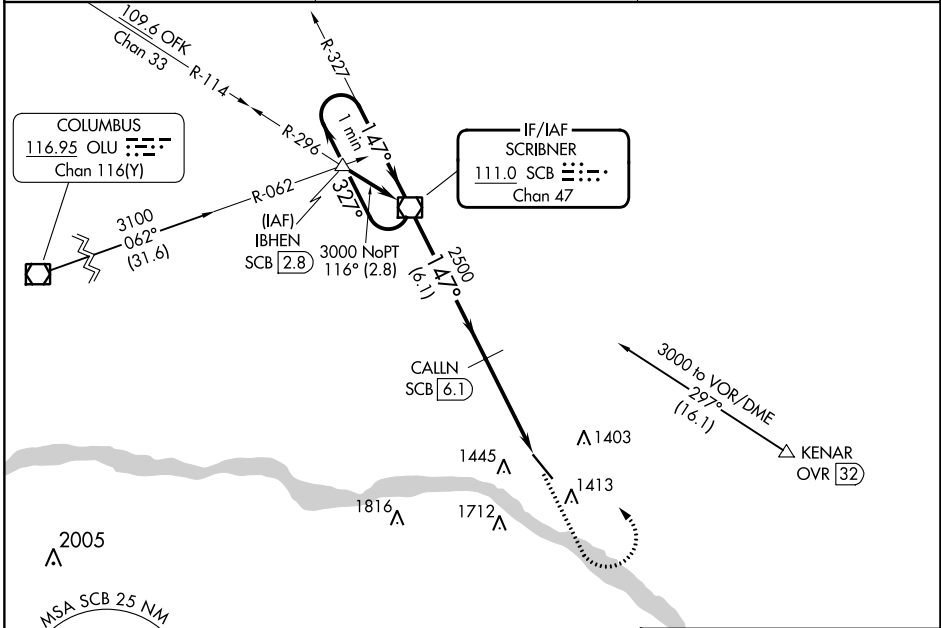 109.6 OFK
Chan 33
R-114
R-327
R-296
1 min
147°
327°
COLUMBUS
116.95 OLU
Chan 116(Y)
IF/IAF
SCRIBNER
111.0 SCB
Chan 47
R-062
3100
062°
(31.6)
(IAF)
IBHEN
SCB 2.8
3000 NoPT
116° (2.8)
2500
147°
(6.1)
CALLN
SCB 6.1
3000 to VOR/DME
297°
(16.1)
KENAR
OVR 32
1403
1445
1413
1816
1712
2005
MSA SCB 25 NM